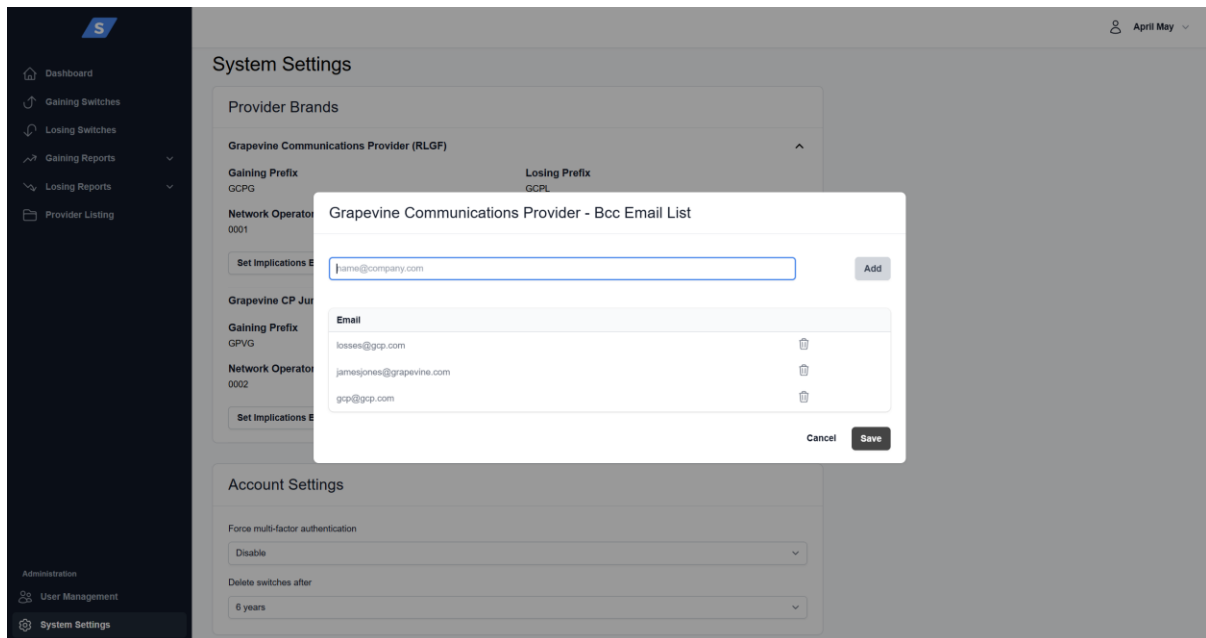 S
April May
Dashboard
Gaining Switches
Losing Switches
Gaining Reports
Losing Reports
Provider Listing
Administration
User Management
System Settings
System Settings
Provider Brands
Grapevine Communications Provider (RLGF)
Gaining Prefix
GCPG
Losing Prefix
GCPL
Network Operator
0001
Set Implications E
Grapevine CP Jur
Gaining Prefix
GPVG
Network Operator
0002
Set Implications E
Grapevine Communications Provider - Bcc Email List
name@company.com
Add
Email
losses@gcp.com
jamesjones@grapevine.com
gcp@gcp.com
Cancel
Save
Account Settings
Force multi-factor authentication
Disable
Delete switches after
6 years